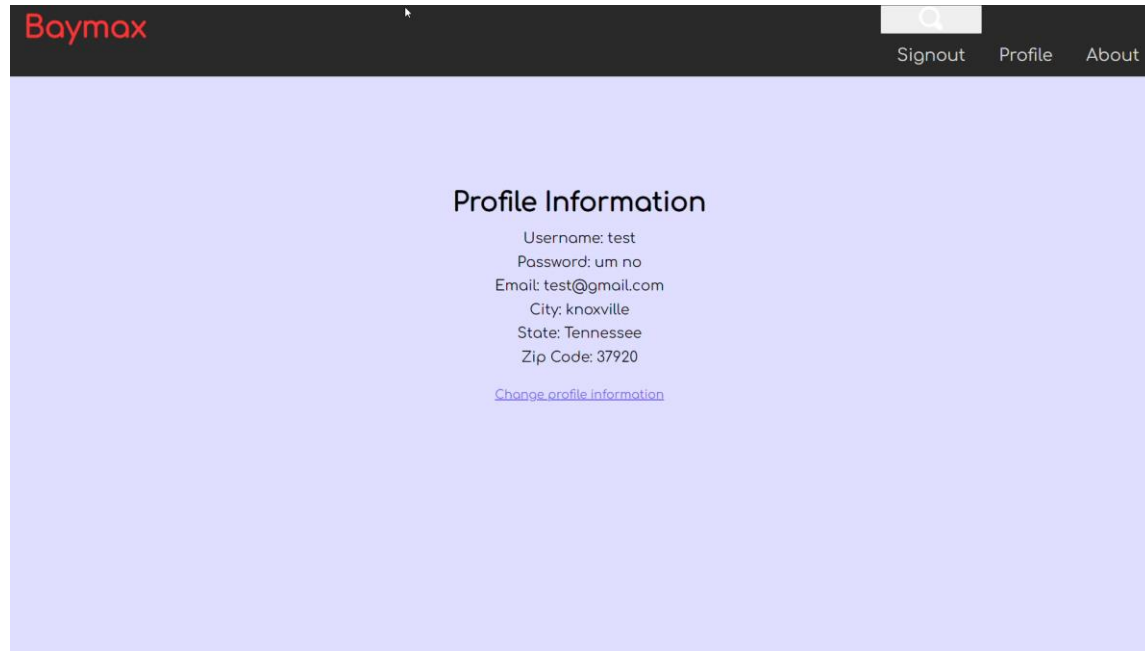 Baymax
Signout Profile About
Profile Information
Username: test
Password: um no
Email: test@gmail.com
City: knoxville
State: Tennessee
Zip Code: 37920
Change profile information